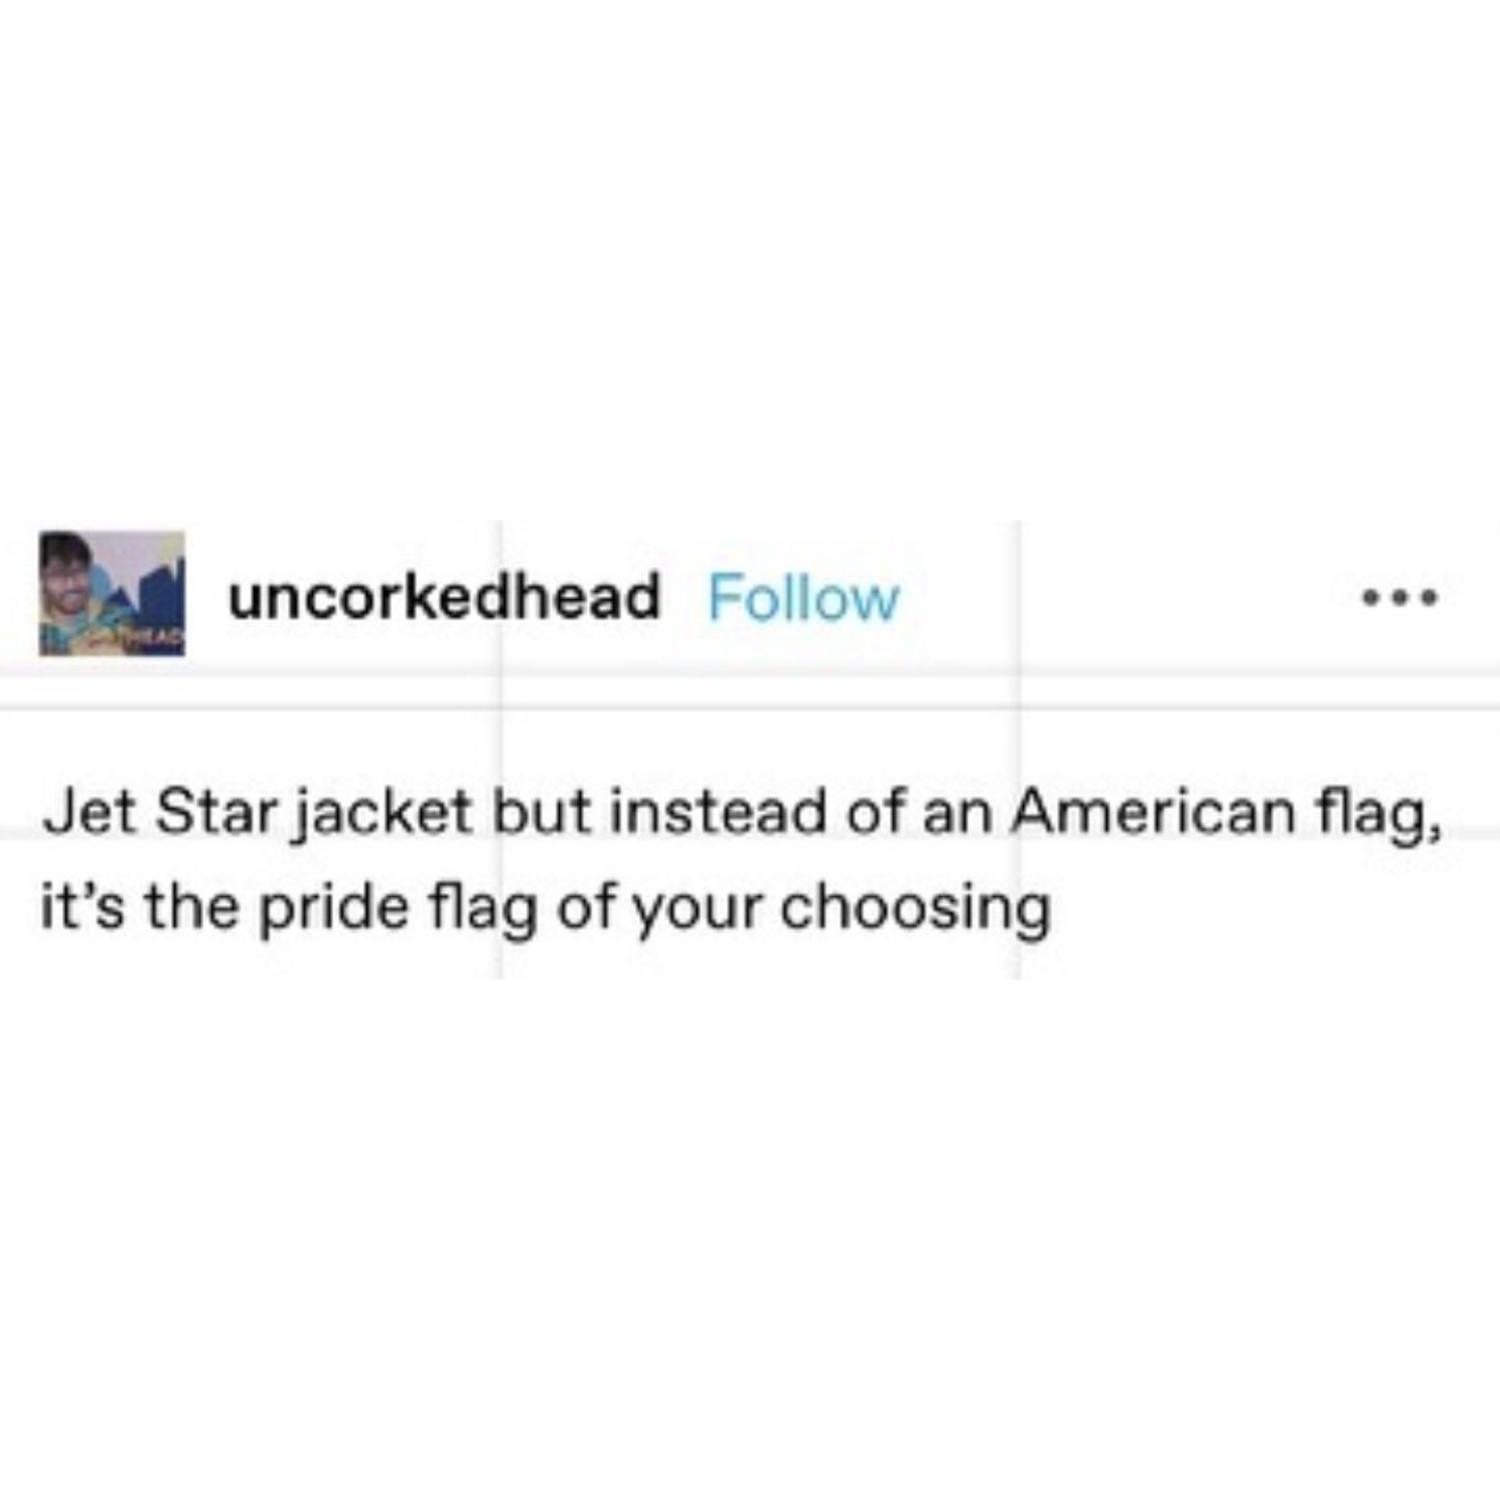 uncorkedhead Follow
Jet Star jacket but instead of an American flag,
it's the pride flag of your choosing